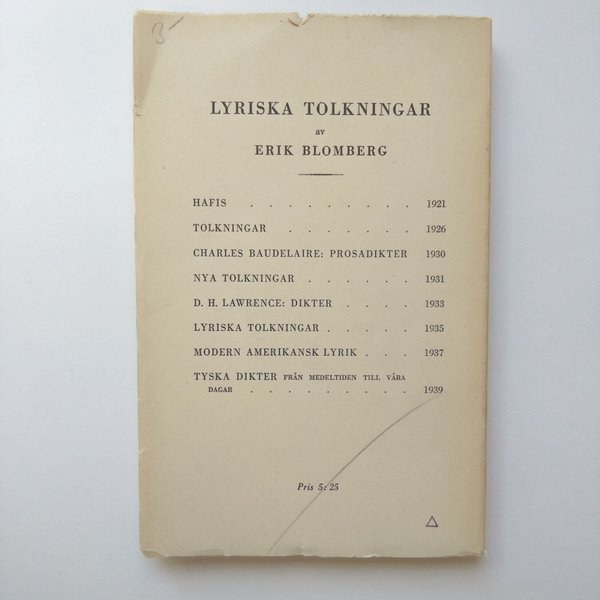 3-
LYRISKA TOLKNINGAR
av
ERIK BLOMBERG
HAFIS . . . . . . . . . 1921
TOLKNINGAR . . . . . . . 1926
CHARLES BAUDELAIRE: PROSADIKTER 1930
NYA TOLKNINGAR . . . . . . 1931
D. H. LAWRENCE: DIKTER . . . . 1933
LYRISKA TOLKNINGAR . . . . . 1935
MODERN AMERIKANSK LYRIK . . . 1937
TYSKA DIKTER FRÅN MEDELTIDEN TILL VÅRA
DAGAR . . . . . . . . . 1939
Pris 5: 25